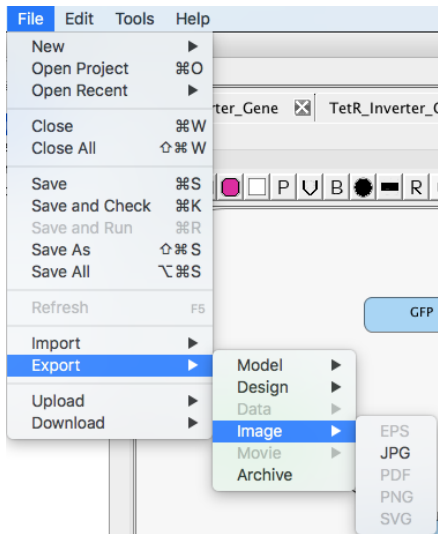 File Edit Tools Help
New
Open Project ⌘O
Open Recent
ter_Gene TetR_Inverter_
Close ⌘W
Close All ⇧⌘W
P V B R
Save ⌘S
Save and Check ⌘K
Save and Run ⌘R
Save As ⇧⌘S
Save All ⌥⌘S
Refresh F5
GFP
Import
Export
Upload
Download
Model
Design
Data
Image
Movie
Archive
EPS
JPG
PDF
PNG
SVG